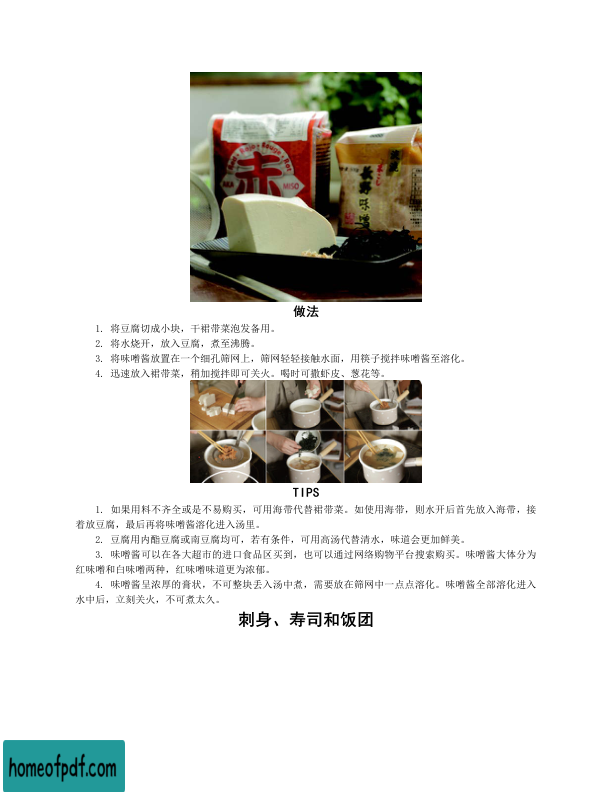 赤
AKA
MISO
做法
1. 将豆腐切成小块，干裙带菜泡发备用。
2. 将水烧开，放入豆腐，煮至沸腾。
3. 将味噌酱放置在一个细孔筛网上，筛网轻轻接触水面，用筷子搅拌味噌酱至溶化。
4. 迅速放入裙带菜，稍加搅拌即可关火。喝时可撒虾皮、葱花等。
TIPS
1. 如果用料不齐全或是不易购买，可用海带代替裙带菜。如使用海带，则水开后首先放入海带，接
着放豆腐，最后再将味噌酱溶化进入汤里。
2. 豆腐用内酯豆腐或南豆腐均可，若有条件，可用高汤代替清水，味道会更加鲜美。
3. 味噌酱可以在各大超市的进口食品区买到，也可以通过网络购物平台搜索购买。味噌酱大体分为
红味噌和白味噌两种，红味噌味道更为浓郁。
4. 味噌酱呈浓厚的膏状，不可整块丢入汤中煮，需要放在筛网中一点点溶化。味噌酱全部溶化进入
水中后，立刻关火，不可煮太久。
刺身、寿司和饭团
homeofpdf.com